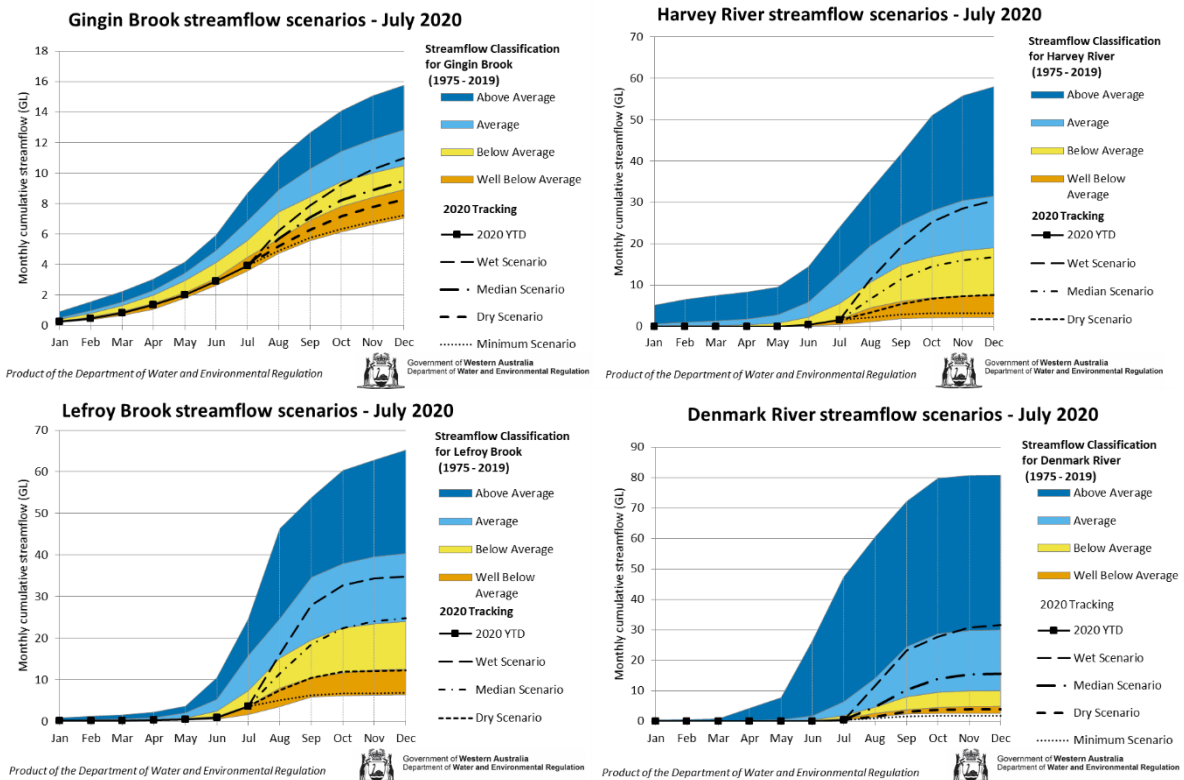 Gingin Brook streamflow scenarios - July 2020
Monthly cumulative streamflow (GL)
18
16
14
12
10
8
6
4
2
0
Jan Feb Mar Apr May Jun Jul Aug Sep Oct Nov Dec
Streamflow Classification
for Gingin Brook
(1975 - 2019)
Above Average
Average
Below Average
Well Below Average
2020 Tracking
2020 YTD
Wet Scenario
Median Scenario
Dry Scenario
Minimum Scenario
Product of the Department of Water and Environmental Regulation
Government of Western Australia
Department of Water and Environmental Regulation
Harvey River streamflow scenarios - July 2020
Monthly cumulative streamflow (GL)
70
60
50
40
30
20
10
0
Jan Feb Mar Apr May Jun Jul Aug Sep Oct Nov Dec
Streamflow Classification
for Harvey River
(1975 - 2019)
Above Average
Average
Below Average
Well Below
Average
2020 Tracking
2020 YTD
Wet Scenario
Median Scenario
Dry Scenario
Product of the Department of Water and Environmental Regulation
Government of Western Australia
Department of Water and Environmental Regulation
Lefroy Brook streamflow scenarios - July 2020
Monthly cumulative streamflow (GL)
70
60
50
40
30
20
10
0
Jan Feb Mar Apr May Jun Jul Aug Sep Oct Nov Dec
Streamflow Classification
for Lefroy Brook
(1975 - 2019)
Above Average
Average
Below Average
Well Below
Average
2020 Tracking
2020 YTD
Wet Scenario
Median Scenario
Dry Scenario
Product of the Department of Water and Environmental Regulation
Government of Western Australia
Department of Water and Environmental Regulation
Denmark River streamflow scenarios - July 2020
Monthly cumulative streamflow (GL)
90
80
70
60
50
40
30
20
10
0
Jan Feb Mar Apr May Jun Jul Aug Sep Oct Nov Dec
Streamflow Classification
for Denmark River
(1975 - 2019)
Above Average
Average
Below Average
Well Below Average
2020 Tracking
2020 YTD
Wet Scenario
Median Scenario
Dry Scenario
Minimum Scenario
Product of the Department of Water and Environmental Regulation
Government of Western Australia
Department of Water and Environmental Regulation